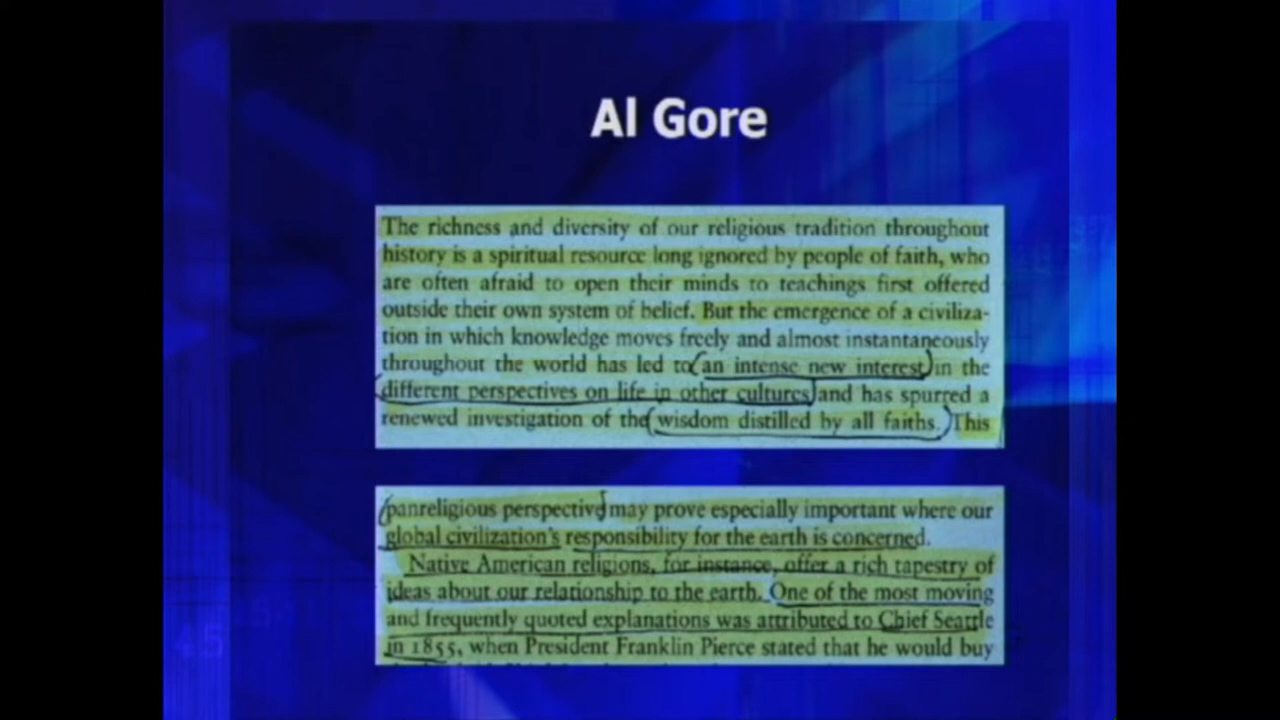 Al Gore
The richness and diversity of our religious tradition throughout
history is a spiritual resource long ignored by people of faith, who
are often afraid to open their minds to teachings first offered
outside their own system of belief. But the emergence of a civiliza-
tion in which knowledge moves freely and almost instantaneously
throughout the world has led to an intense new interest in the
different perspectives on life in other cultures and has spurred a
renewed investigation of the wisdom distilled by all faiths. This
panreligious perspective may prove especially important where our
global civilization's responsibility for the earth is concerned.
Native American religions, for instance, offer a rich tapestry of
ideas about our relationship to the earth. One of the most moving
and frequently quoted explanations was attributed to Chief Seattle
in 1855, when President Franklin Pierce stated that he would buy